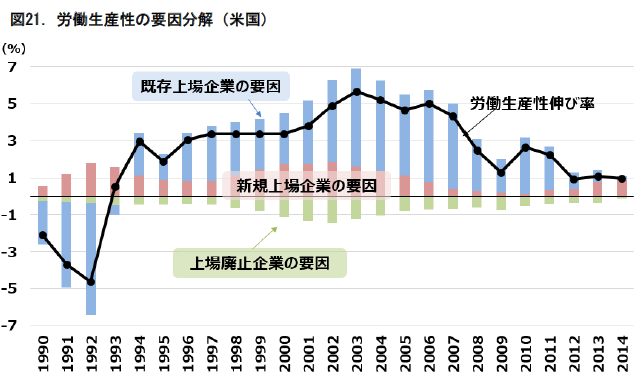 図21. 労働生産性の要因分解（米国）
(%)
7
既存上場企業の要因
5
労働生産性伸び率
3
1
新規上場企業の要因
-1
-3
上場廃止企業の要因
-5
-7
1990 1991 1992 1993 1994 1995 1996 1997 1998 1999 2000 2001 2002 2003 2004 2005 2006 2007 2008 2009 2010 2011 2012 2013 2014